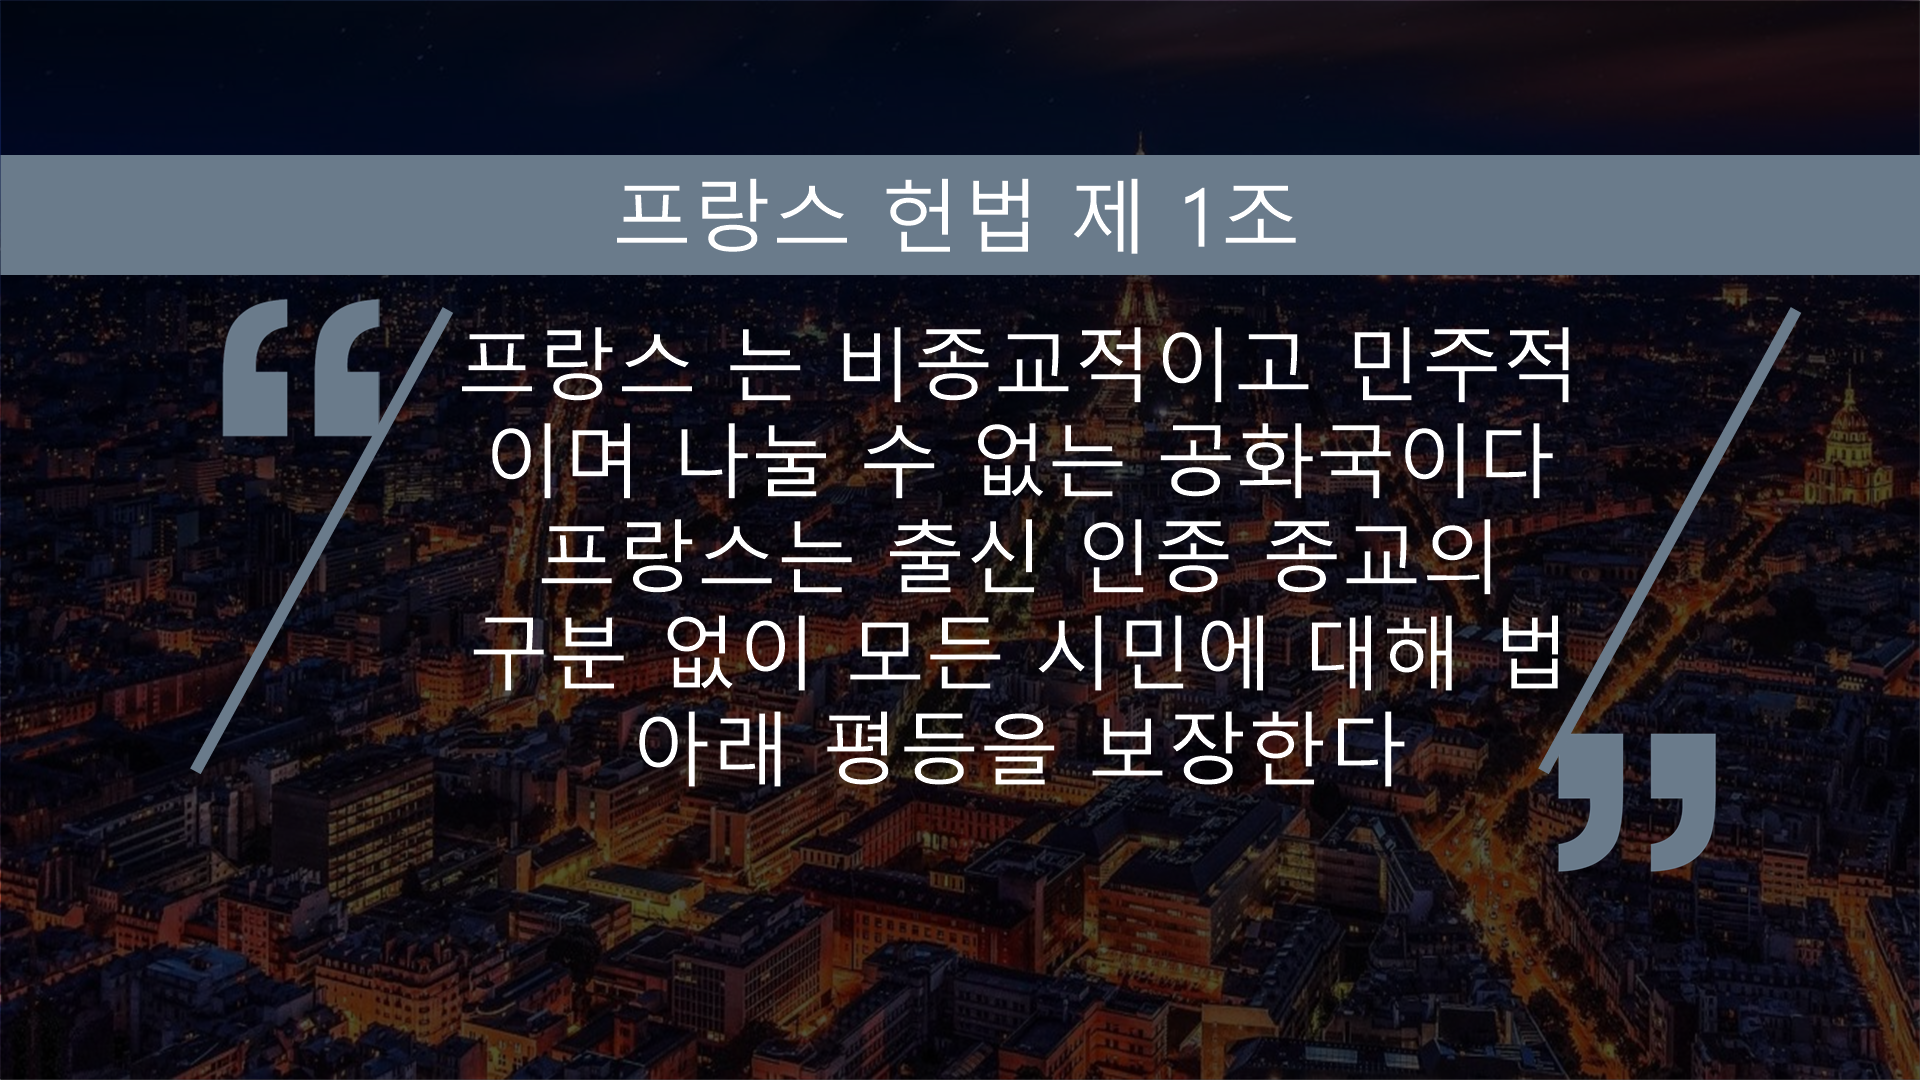 프랑스 헌법 제 1조
“
프랑스 는 비종교적이고 민주적
이며 나눌 수 없는 공화국이다
프랑스는 출신 인종 종교의
구분 없이 모든 시민에 대해 법
아래 평등을 보장한다
”